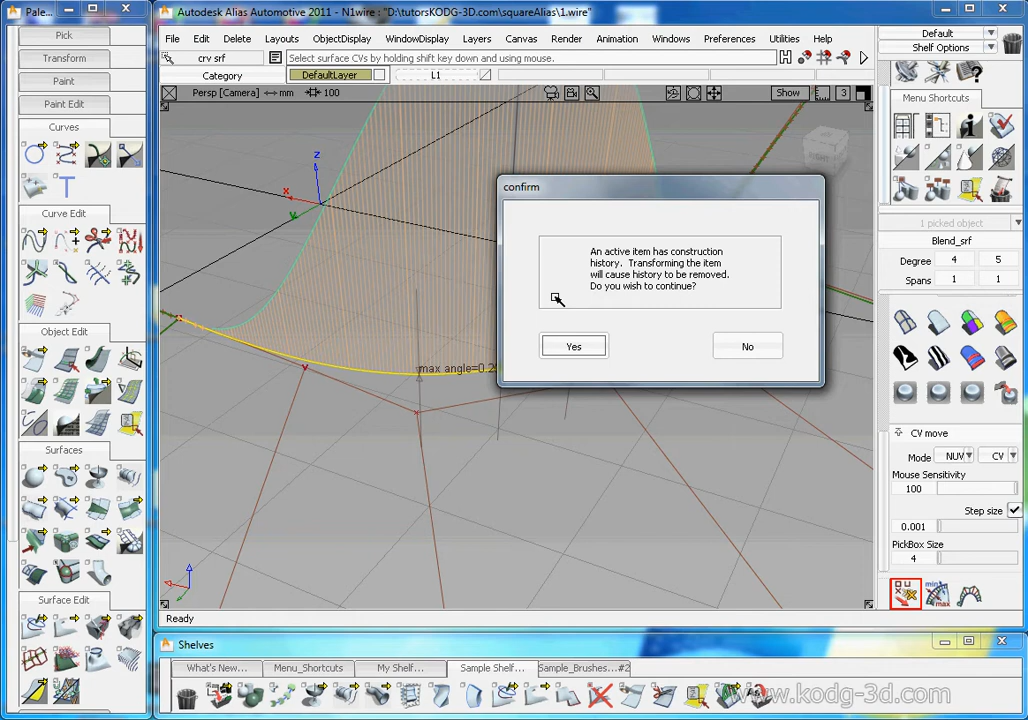 Pale...
Autodesk Alias Automotive 2011 - N1wire : "D:\tutorsKODG-3D.com\squareAlias\1.wire"
File Edit Delete Layouts ObjectDisplay WindowDisplay Layers Canvas Render Animation Windows Preferences Utilities Help
crv srf
Select surface CVs by holding shift key down and using mouse.
Category
DefaultLayer
L1
Persp [Camera] mm 100
Show
3
Pick
Transform
Paint
Paint Edit
Curves
Curve Edit
Object Edit
Surfaces
Surface Edit
z
x
y
RIGHT
max angle=0.2
v
confirm
An active item has construction
history. Transforming the item
will cause history to be removed.
Do you wish to continue?
Yes
No
Default
Shelf Options
Menu Shortcuts
1 picked object
Blend_srf
Degree 4 5
Spans 1 1
CV move
Mode NUV CV
Mouse Sensitivity
100
Step size
0.001
PickBox Size
4
min
max
Ready
Shelves
What's New...
Menu_Shortcuts
My Shelf...
Sample Shelf...
Sample_Brushes...#2
www.kodg-3d.com